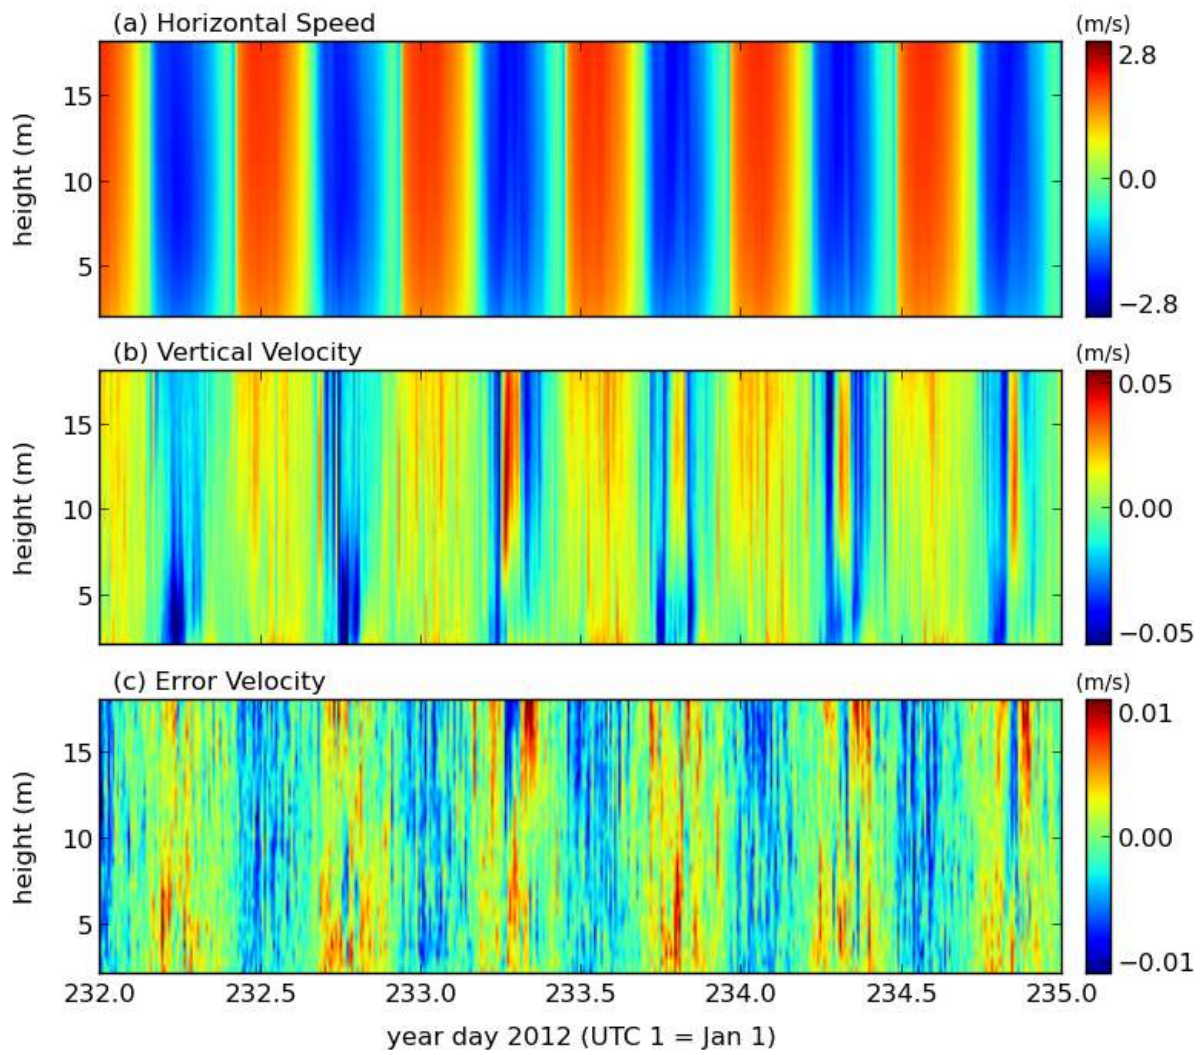 (a) Horizontal Speed
(m/s)
15
10
5
height (m)
2.8
0.0
−2.8
(b) Vertical Velocity
(m/s)
15
10
5
height (m)
0.05
0.00
−0.05
(c) Error Velocity
(m/s)
15
10
5
height (m)
0.01
0.00
−0.01
232.0 232.5 233.0 233.5 234.0 234.5 235.0
year day 2012 (UTC 1 = Jan 1)